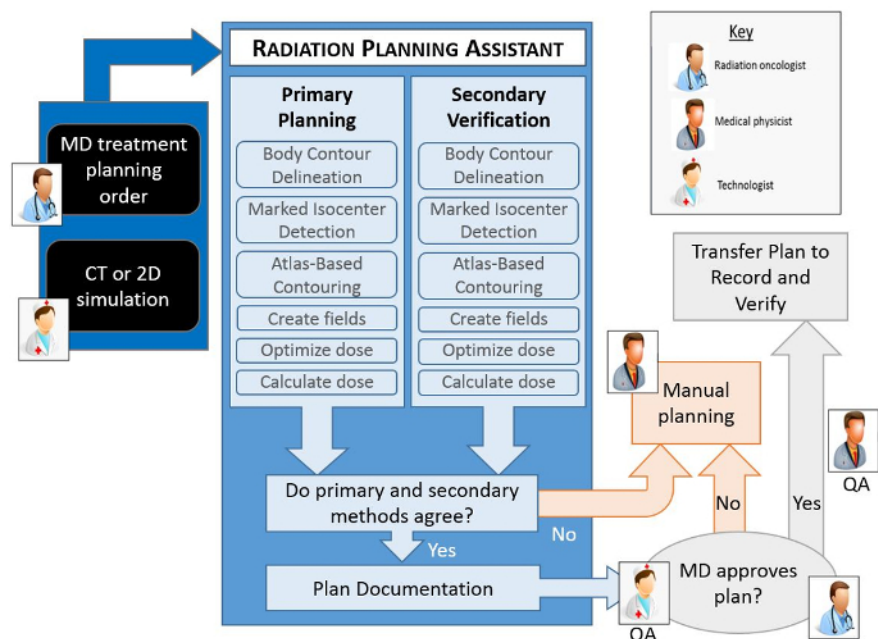 RADIATION PLANNING ASSISTANT
Key
Radiation oncologist
Medical physicist
Technologist
MD treatment
planning
order
CT or 2D
simulation
Primary
Planning
Body Contour
Delineation
Marked Isocenter
Detection
Atlas-Based
Contouring
Create fields
Optimize dose
Calculate dose
Secondary
Verification
Body Contour
Delineation
Marked Isocenter
Detection
Atlas-Based
Contouring
Create fields
Optimize dose
Calculate dose
Do primary and secondary
methods agree?
No
Yes
Plan Documentation
QA
MD approves
plan?
No
Yes
QA
Manual
planning
Transfer Plan to
Record and
Verify